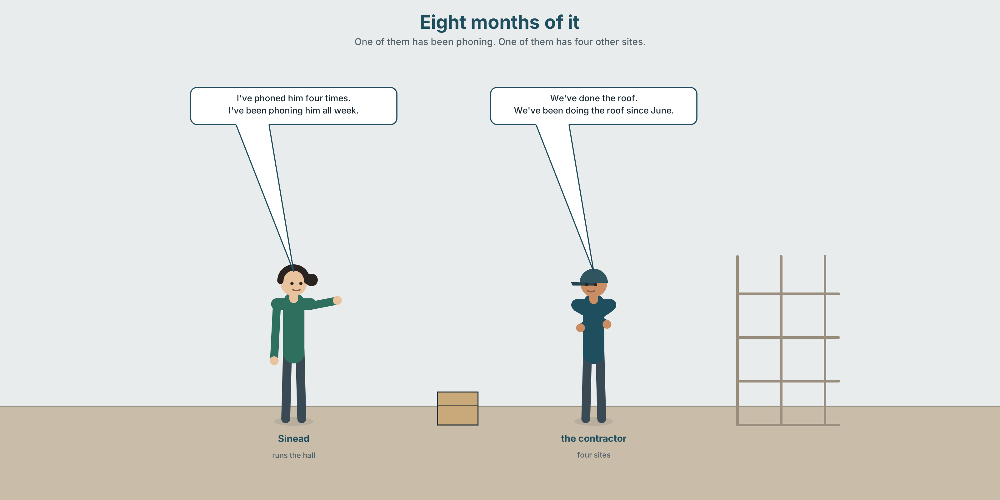 Eight months of it
One of them has been phoning. One of them has four other sites.
I've phoned him four times.
I've been phoning him all week.
We've done the roof.
We've been doing the roof since June.
Sinead
runs the hall
the contractor
four sites